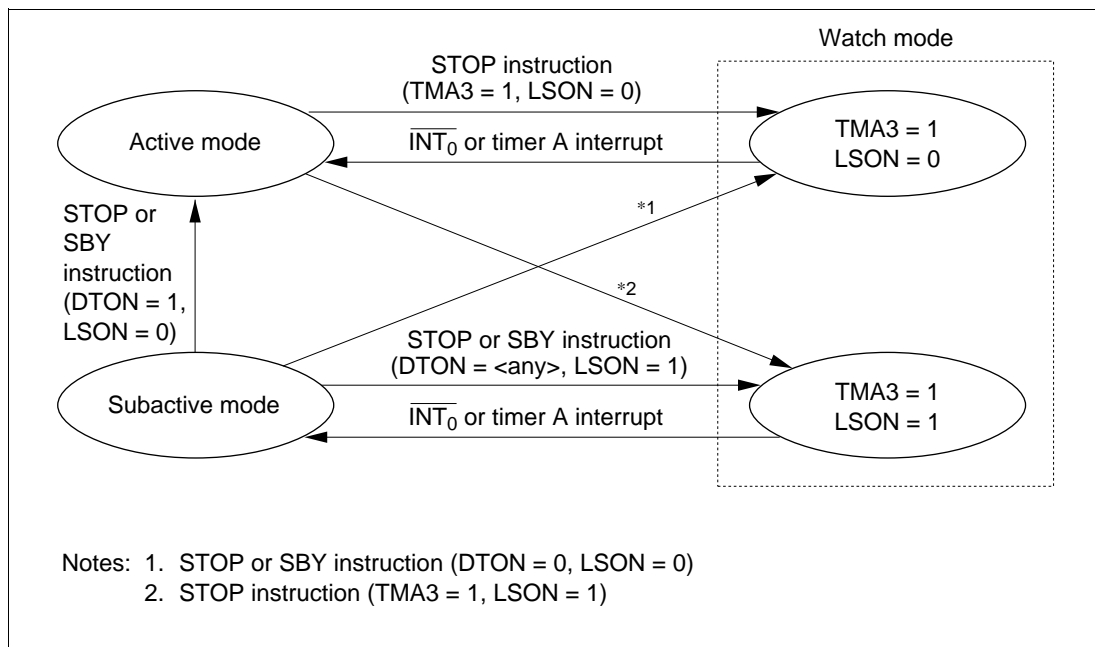 Watch mode
STOP instruction
(TMA3 = 1, LSON = 0)
Active mode
INT0 or timer A interrupt
TMA3 = 1
LSON = 0
STOP or
SBY
instruction
(DTON = 1,
LSON = 0)
*1
*2
STOP or SBY instruction
(DTON = <any>, LSON = 1)
Subactive mode
INT0 or timer A interrupt
TMA3 = 1
LSON = 1
Notes: 1. STOP or SBY instruction (DTON = 0, LSON = 0)
2. STOP instruction (TMA3 = 1, LSON = 1)